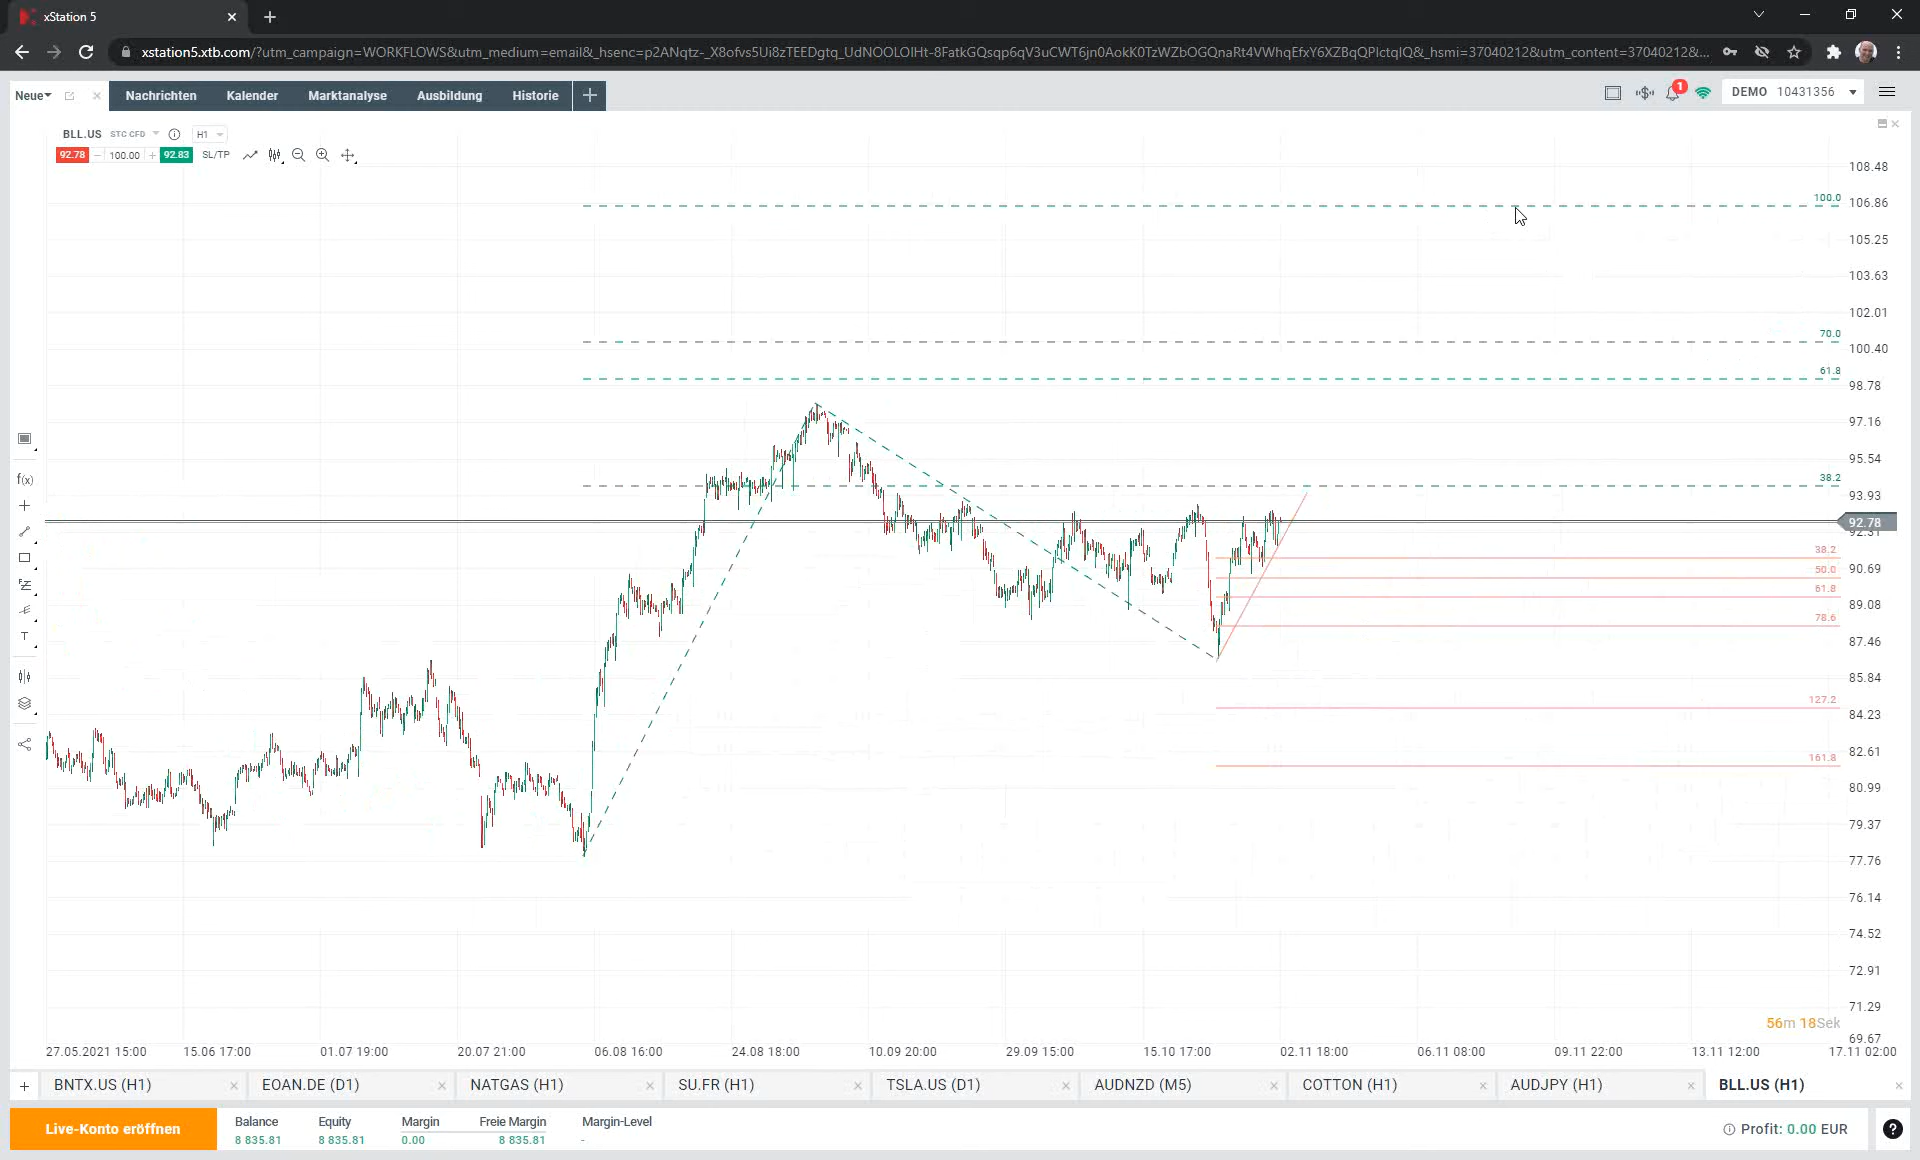 xStation 5
xstation5.xtb.com/?utm_campaign=WORKFLOWS&utm_medium=email&_hsenc=p2ANqtz-_X8ofvs5Ui8zTEEDgtq_UdNOOLOIHt-8FatkGQsqp6qV3uCWT6jn0AokK0TzWZbOGQnaRt4VWhqEfxY6XZBqQPlctqIQ&_hsmi=37040212&utm_content=37040212&...
Neue Nachrichten Kalender Marktanalyse Ausbildung Historie
1
DEMO 10431356
BLL.US STC CFD H1
92.78 100.00 92.83 SL/TP
108.48
100.0
106.86
105.25
103.63
102.01
70.0
100.40
61.8
98.78
97.16
95.54
38.2
93.93
92.78
92.31
38.2
90.69
50.0
61.8
89.08
78.6
87.46
85.84
127.2
84.23
82.61
161.8
80.99
79.37
77.76
76.14
74.52
72.91
71.29
56m 18Sek
69.67
f(x)
T
27.05.2021 15:00 15.06 17:00 01.07 19:00 20.07 21:00 06.08 16:00 24.08 18:00 10.09 20:00 29.09 15:00 15.10 17:00 02.11 18:00 06.11 08:00 09.11 22:00 13.11 12:00 17.11 02:00
BNTX.US (H1) EOAN.DE (D1) NATGAS (H1) SU.FR (H1) TSLA.US (D1) AUDNZD (M5) COTTON (H1) AUDJPY (H1) BLL.US (H1)
Live-Konto eröffnen
Balance Equity Margin Freie Margin Margin-Level
8 835.81 8 835.81 0.00 8 835.81 -
Profit: 0.00 EUR